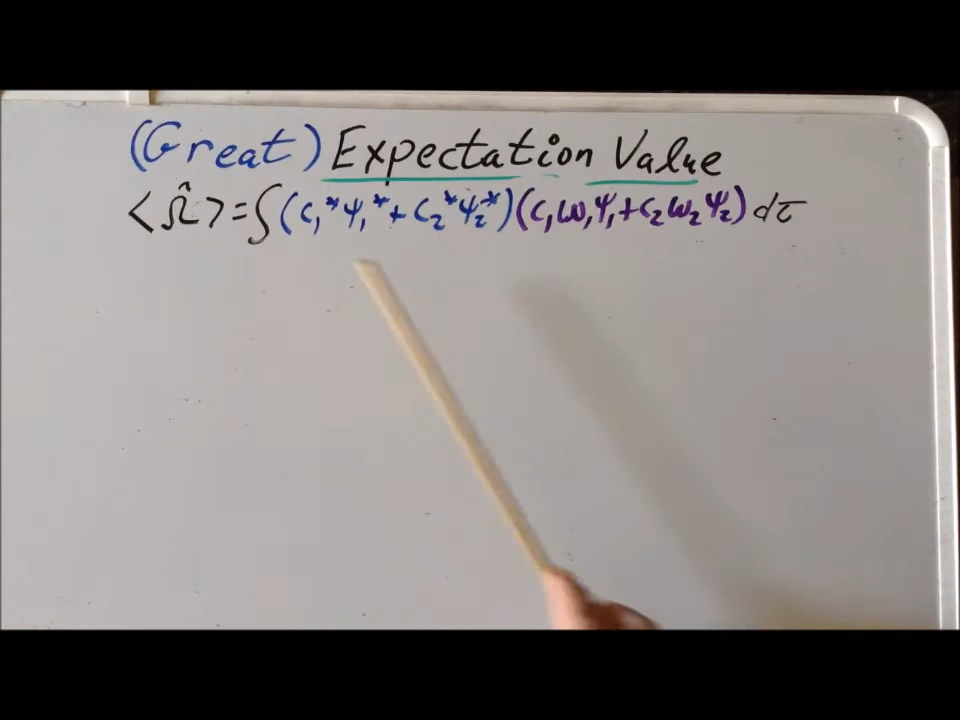 (Great) Expectation Value
<Ω̂> = ∫(c₁*ψ₁* + c₂*ψ₂*)(c₁ω₁ψ₁ + c₂ω₂ψ₂)dτ